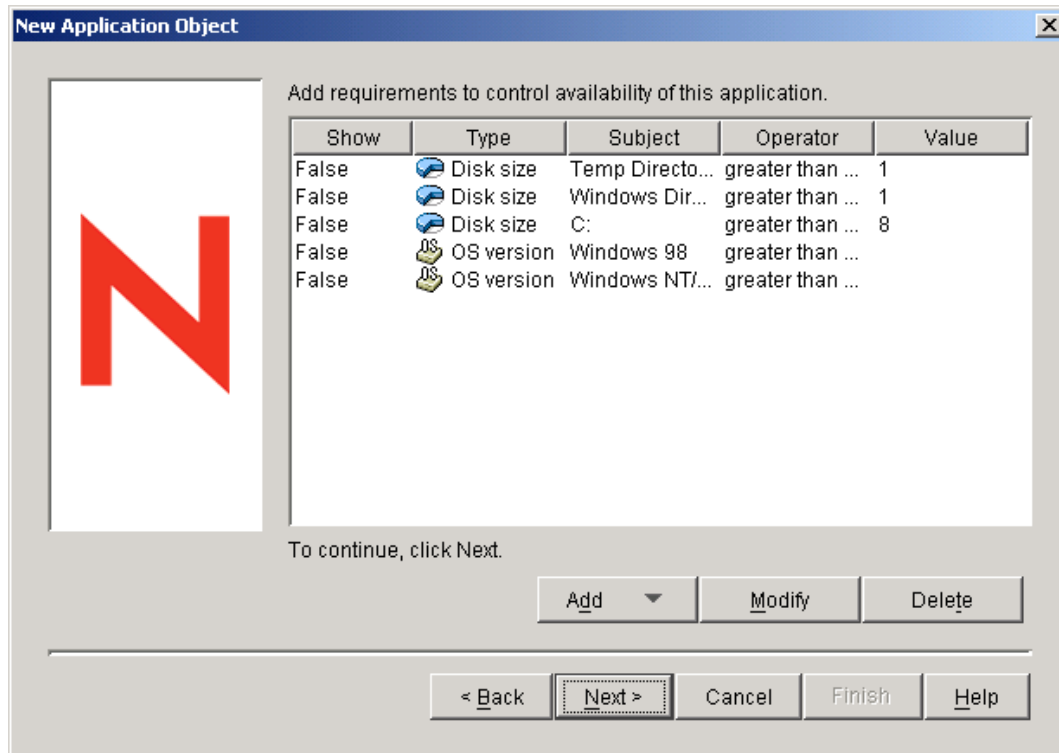 New Application Object
Add requirements to control availability of this application.
Show Type Subject Operator Value
False Disk size Temp Directo... greater than ... 1
False Disk size Windows Dir... greater than ... 1
False Disk size C: greater than ... 8
False OS OS version Windows 98 greater than ...
False OS OS version Windows NT/... greater than ...
N
To continue, click Next.
Add Modify Delete
< Back Next > Cancel Finish Help